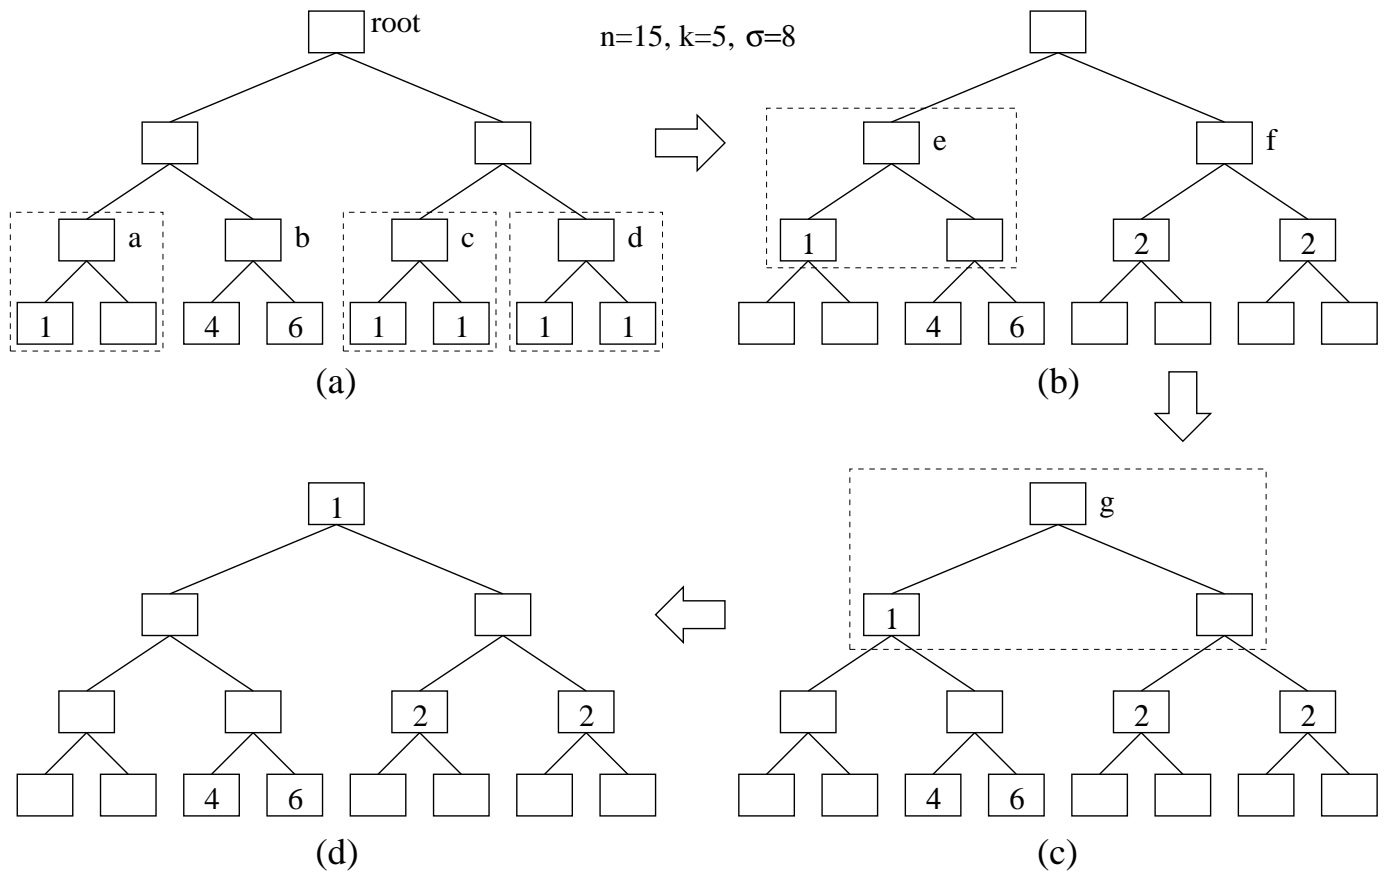 root
n=15, k=5, σ=8
e f
a b c d
1 2 2
1 4 6 1 1 1 1
4 6
(a) (b)
1 g
1
2 2 2 2
4 6 4 6
(d) (c)